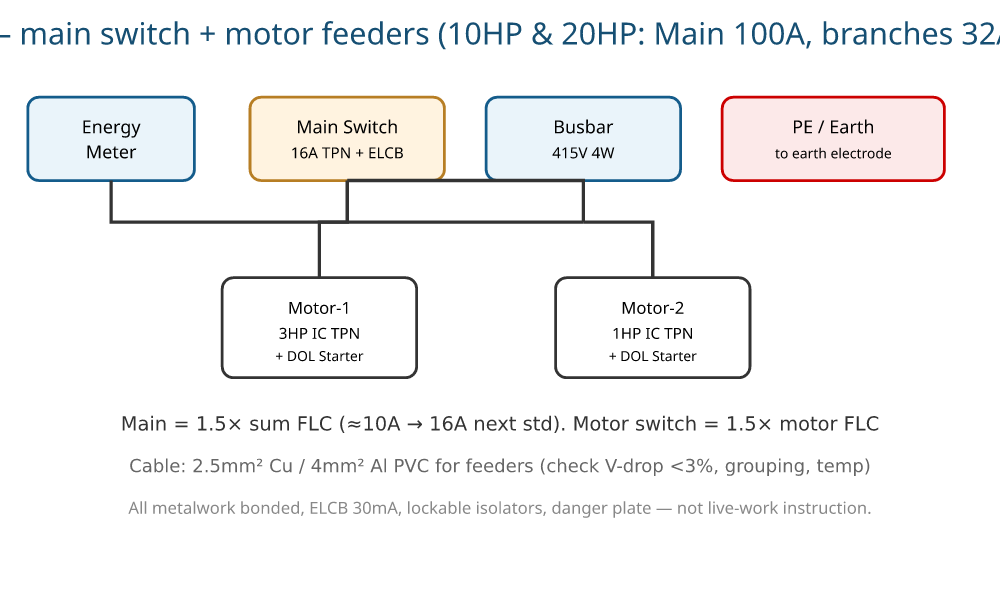 – main switch + motor feeders (10HP & 20HP: Main 100A, branches 32A
Energy
Meter
Main Switch
16A TPN + ELCB
Busbar
415V 4W
PE / Earth
to earth electrode
Motor-1
3HP IC TPN
+ DOL Starter
Motor-2
1HP IC TPN
+ DOL Starter
Main = 1.5× sum FLC (≈10A → 16A next std). Motor switch = 1.5× motor FLC
Cable: 2.5mm² Cu / 4mm² Al PVC for feeders (check V-drop <3%, grouping, temp)
All metalwork bonded, ELCB 30mA, lockable isolators, danger plate — not live-work instruction.